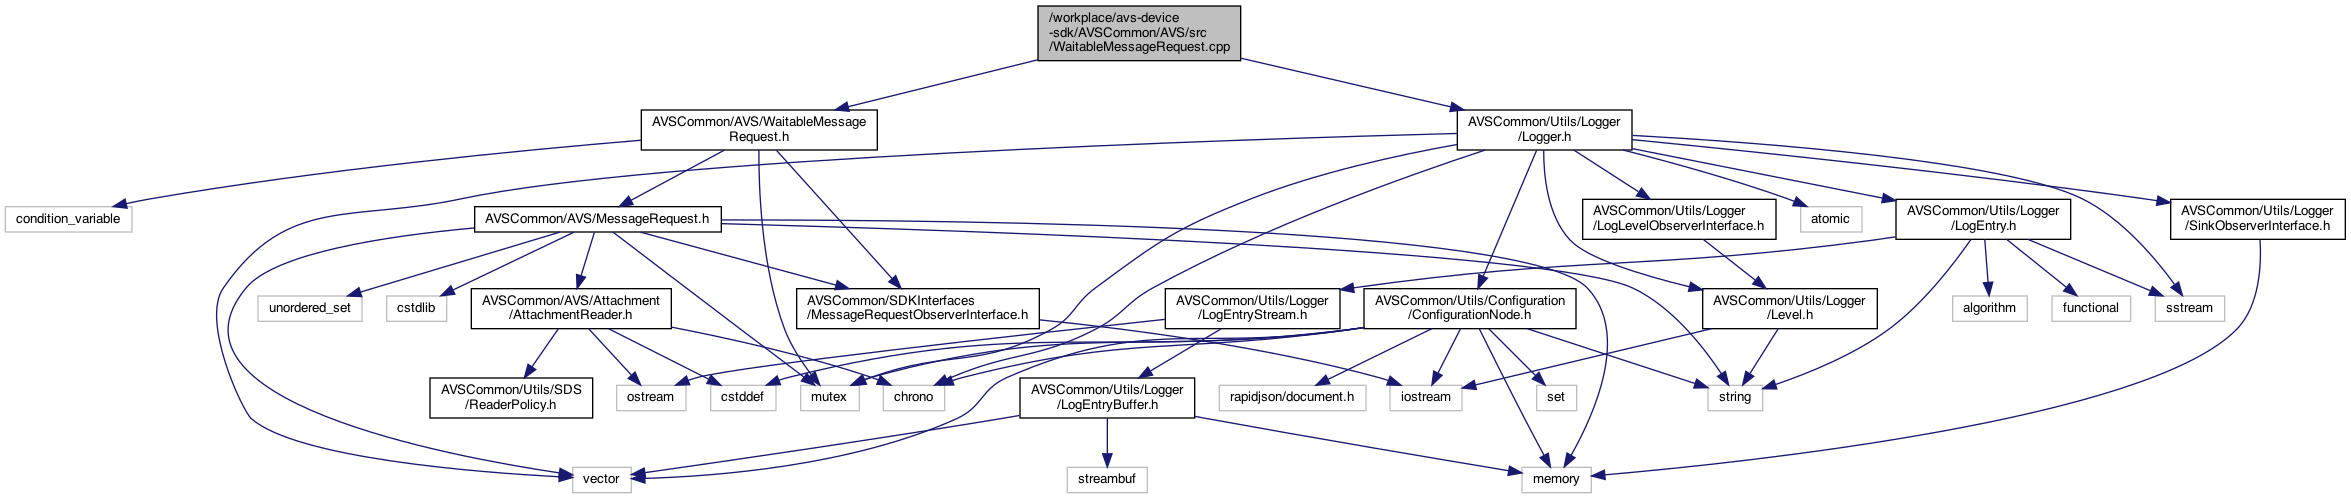 /workplace/avs-device
-sdk/AVSCommon/AVS/src
/WaitableMessageRequest.cpp
AVSCommon/AVS/WaitableMessage
Request.h
AVSCommon/Utils/Logger
/Logger.h
condition_variable
AVSCommon/AVS/MessageRequest.h
AVSCommon/Utils/Logger
/LogLevelObserverInterface.h
atomic
AVSCommon/Utils/Logger
/LogEntry.h
AVSCommon/Utils/Logger
/SinkObserverInterface.h
unordered_set
cstdlib
AVSCommon/AVS/Attachment
/AttachmentReader.h
AVSCommon/SDKInterfaces
/MessageRequestObserverInterface.h
AVSCommon/Utils/Logger
/LogEntryStream.h
AVSCommon/Utils/Configuration
/ConfigurationNode.h
AVSCommon/Utils/Logger
/Level.h
algorithm
functional
sstream
AVSCommon/Utils/SDS
/ReaderPolicy.h
ostream
cstddef
mutex
chrono
AVSCommon/Utils/Logger
/LogEntryBuffer.h
rapidjson/document.h
iostream
set
string
vector
streambuf
memory